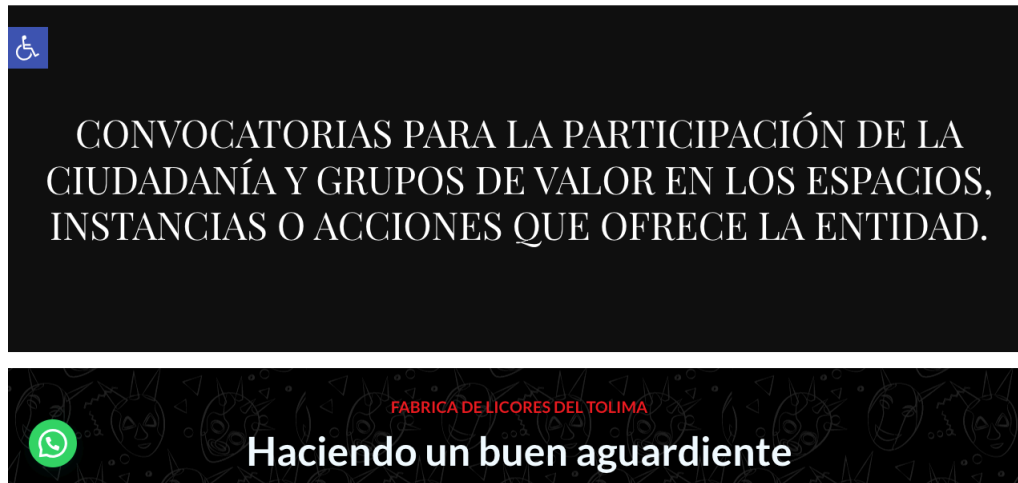 CONVOCATORIAS PARA LA PARTICIPACIÓN DE LA
CIUDADANÍA Y GRUPOS DE VALOR EN LOS ESPACIOS,
INSTANCIAS O ACCIONES QUE OFRECE LA ENTIDAD.
FABRICA DE LICORES DEL TOLIMA
Haciendo un buen aguardiente